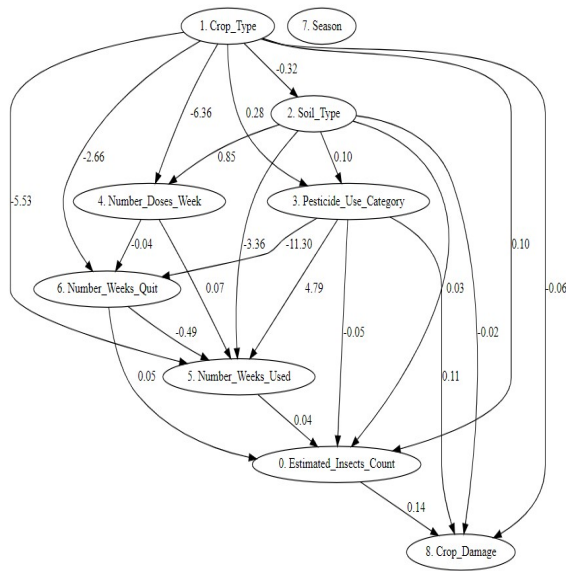 1. Crop_Type
7. Season
-0.32
2. Soil_Type
-6.36
0.28
-2.66
0.85
0.10
-5.53
4. Number_Doses_Week
3. Pesticide_Use_Category
-0.04
-3.36
-11.30
0.10
6. Number_Weeks_Quit
0.07
4.79
0.03
-0.06
-0.49
-0.05
-0.02
5. Number_Weeks_Used
0.05
0.11
0.04
0. Estimated_Insects_Count
0.14
8. Crop_Damage